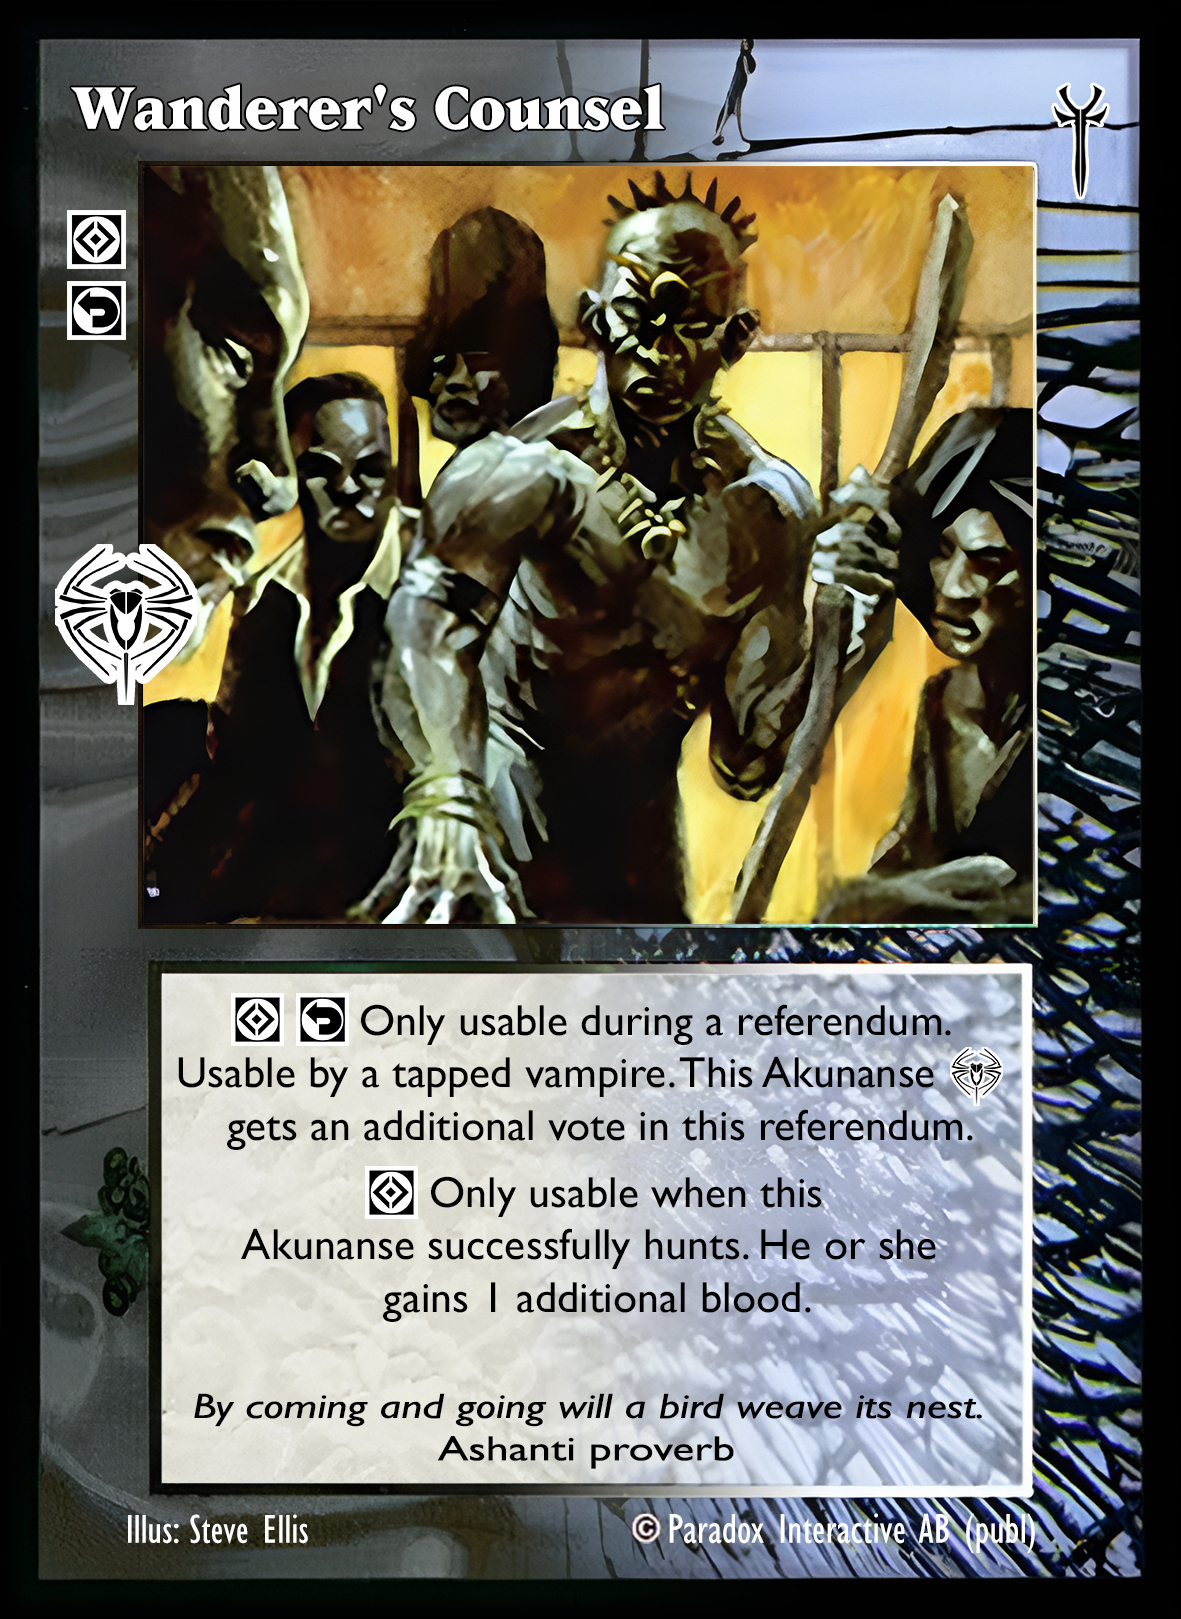 Wanderer's Counsel
Only usable during a referendum.
Usable by a tapped vampire. This Akunanse
gets an additional vote in this referendum.
Only usable when this
Akunanse successfully hunts. He or she
gains 1 additional blood.
By coming and going will a bird weave its nest.
Ashanti proverb
Illus: Steve Ellis
© Paradox Interactive AB (publ)